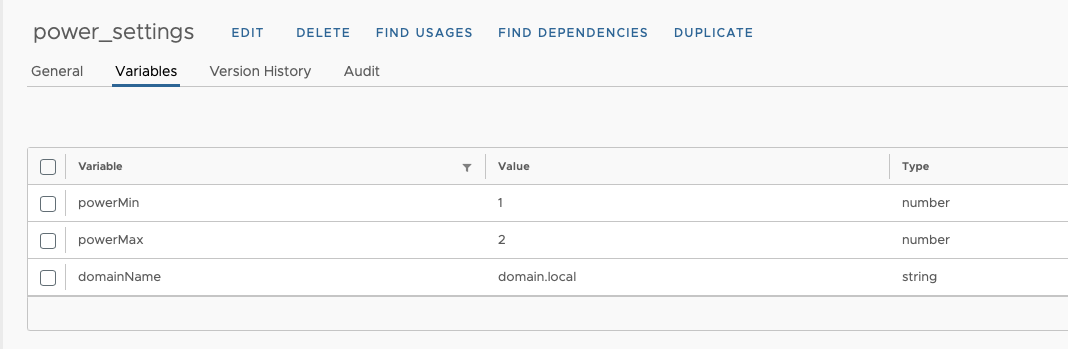 power_settings EDIT DELETE FIND USAGES FIND DEPENDENCIES DUPLICATE
General Variables Version History Audit
Variable Value Type
powerMin 1 number
powerMax 2 number
domainName domain.local string